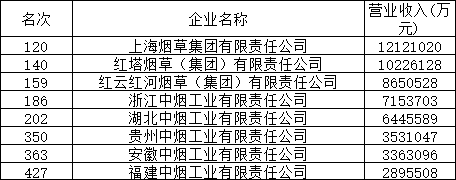 名次 企业名称 营业收入(万元)
120 上海烟草集团有限责任公司 12121020
140 红塔烟草（集团）有限责任公司 10226128
159 红云红河烟草（集团）有限责任公司 8650528
186 浙江中烟工业有限责任公司 7153703
202 湖北中烟工业有限责任公司 6445589
350 贵州中烟工业有限责任公司 3531047
363 安徽中烟工业有限责任公司 3363096
427 福建中烟工业有限责任公司 2895508